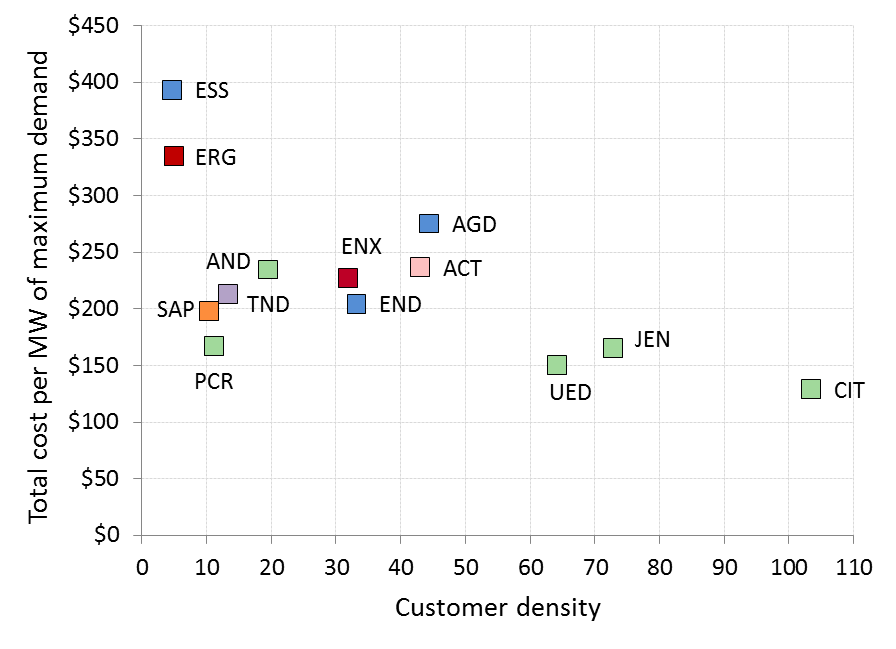 $450
$400
$350
$300
$250
$200
$150
$100
$50
$0
Total cost per MW of maximum demand
ESS
ERG
AGD
ENX
AND
ACT
SAP
TND
END
PCR
JEN
UED
CIT
0 10 20 30 40 50 60 70 80 90 100 110
Customer density